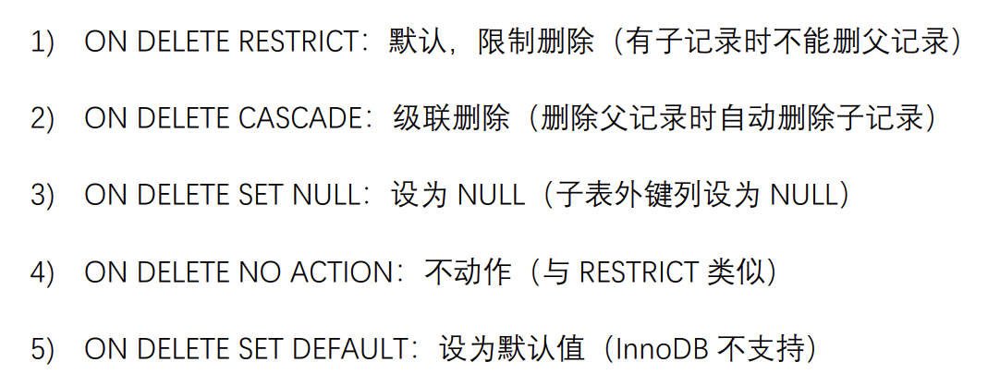 1) ON DELETE RESTRICT：默认，限制删除（有子记录时不能删父记录）
2) ON DELETE CASCADE：级联删除（删除父记录时自动删除子记录）
3) ON DELETE SET NULL：设为 NULL（子表外键列设为 NULL）
4) ON DELETE NO ACTION：不动作（与 RESTRICT 类似）
5) ON DELETE SET DEFAULT：设为默认值（InnoDB 不支持）